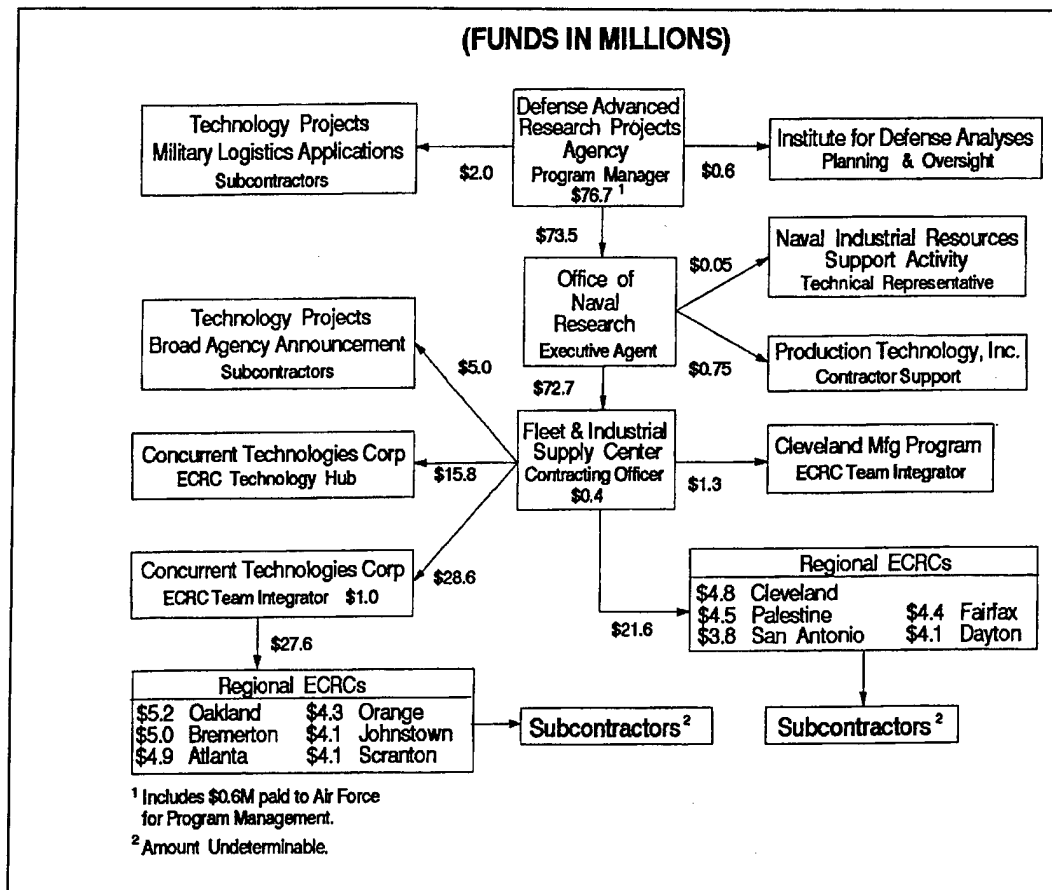 (FUNDS IN MILLIONS)
Technology Projects
Military Logistics Applications
Subcontractors
$2.0
Defense Advanced
Research Projects
Agency
Program Manager
$76.7 ¹
$0.6
Institute for Defense Analyses
Planning & Oversight
$73.5
Office of
Naval
Research
Executive Agent
$0.05
Naval Industrial Resources
Support Activity
Technical Representative
$0.75
Production Technology, Inc.
Contractor Support
Technology Projects
Broad Agency Announcement
Subcontractors
$5.0
$72.7
Fleet & Industrial
Supply Center
Contracting Officer
$0.4
Concurrent Technologies Corp
ECRC Technology Hub
$15.8
$1.3
Cleveland Mfg Program
ECRC Team Integrator
Concurrent Technologies Corp
ECRC Team Integrator $1.0
$28.6
$21.6
Regional ECRCs
$4.8 Cleveland
$4.5 Palestine $4.4 Fairfax
$3.8 San Antonio $4.1 Dayton
$27.6
Regional ECRCs
$5.2 Oakland $4.3 Orange
$5.0 Bremerton $4.1 Johnstown
$4.9 Atlanta $4.1 Scranton
Subcontractors²
Subcontractors²
¹ Includes $0.6M paid to Air Force
for Program Management.
² Amount Undeterminable.